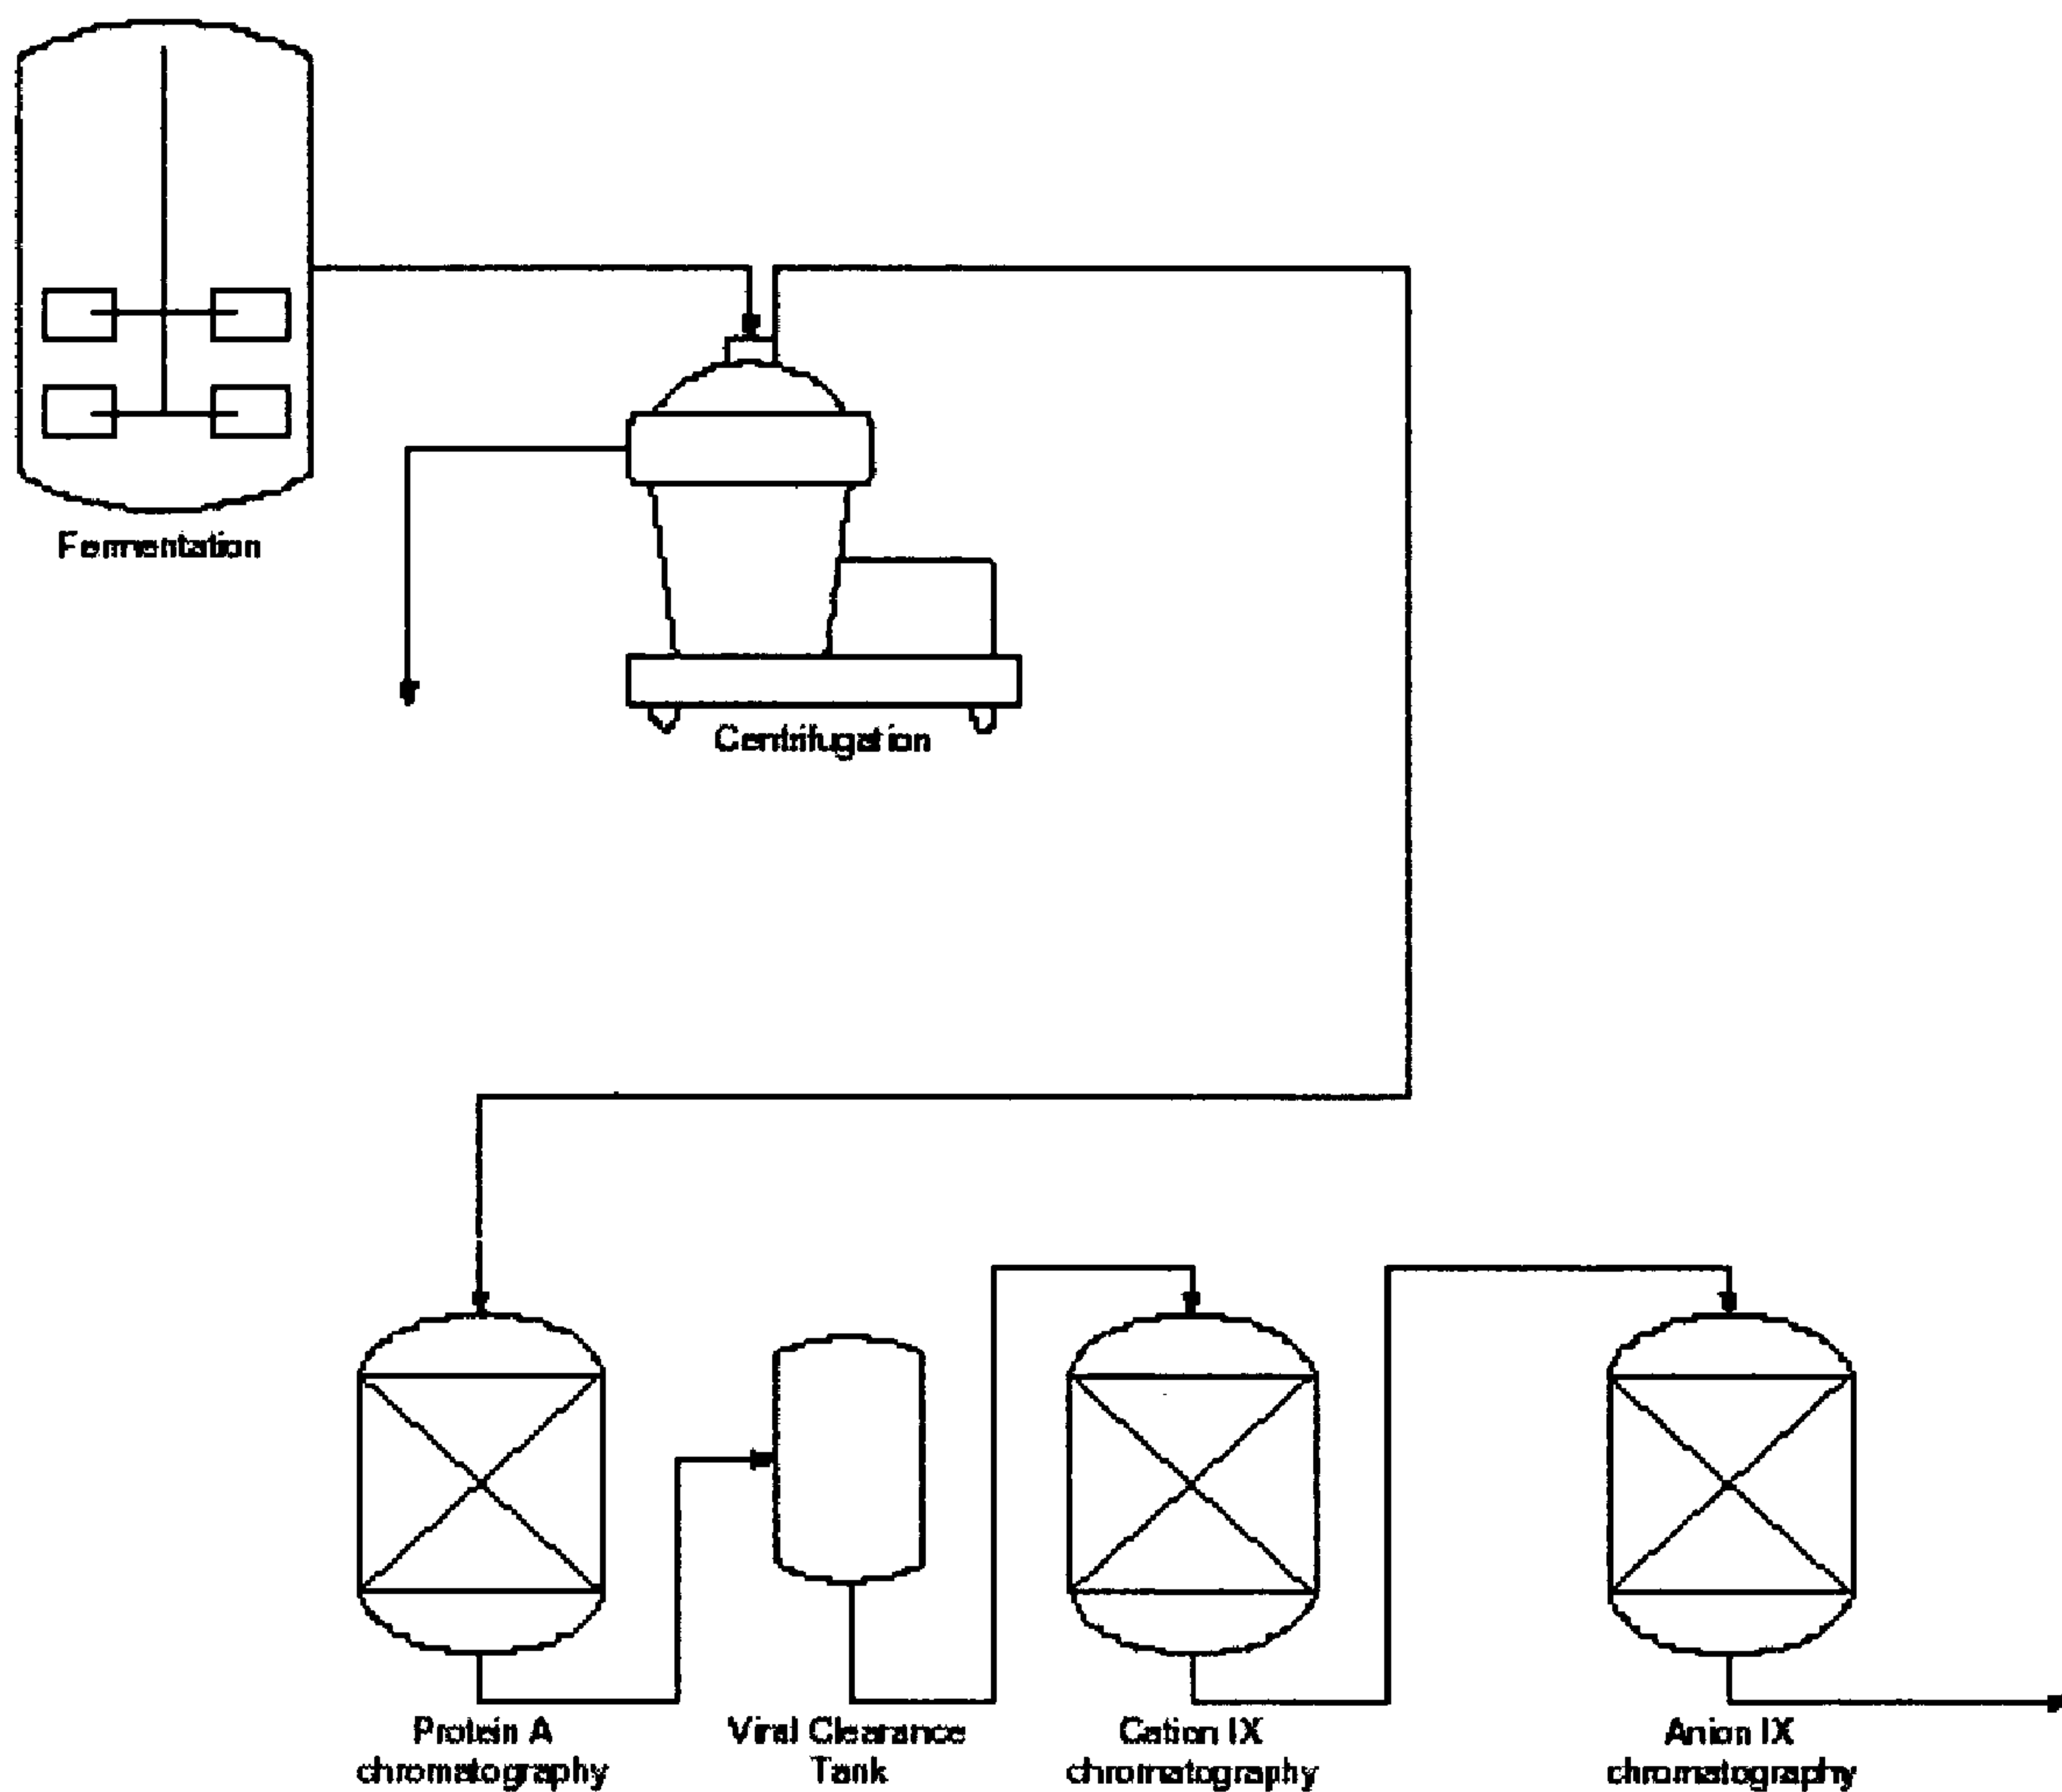 Fermentation
Centrifugation
Protein A
chromatography
Viral Clearance
Tank
Cation IX
chromatography
Anion IX
chromatography